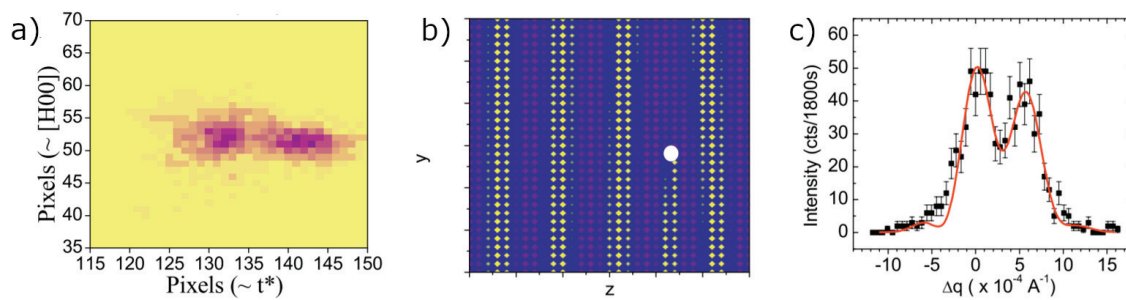 a)
Pixels (~ [H00])
70
65
60
55
50
45
40
35
115 120 125 130 135 140 145 150
Pixels (~ t*)
b)
y
z
c)
Intensity (cts/1800s)
60
50
40
30
20
10
0
-10 -5 0 5 10 15
Δq ( x 10⁻⁴ A⁻¹)